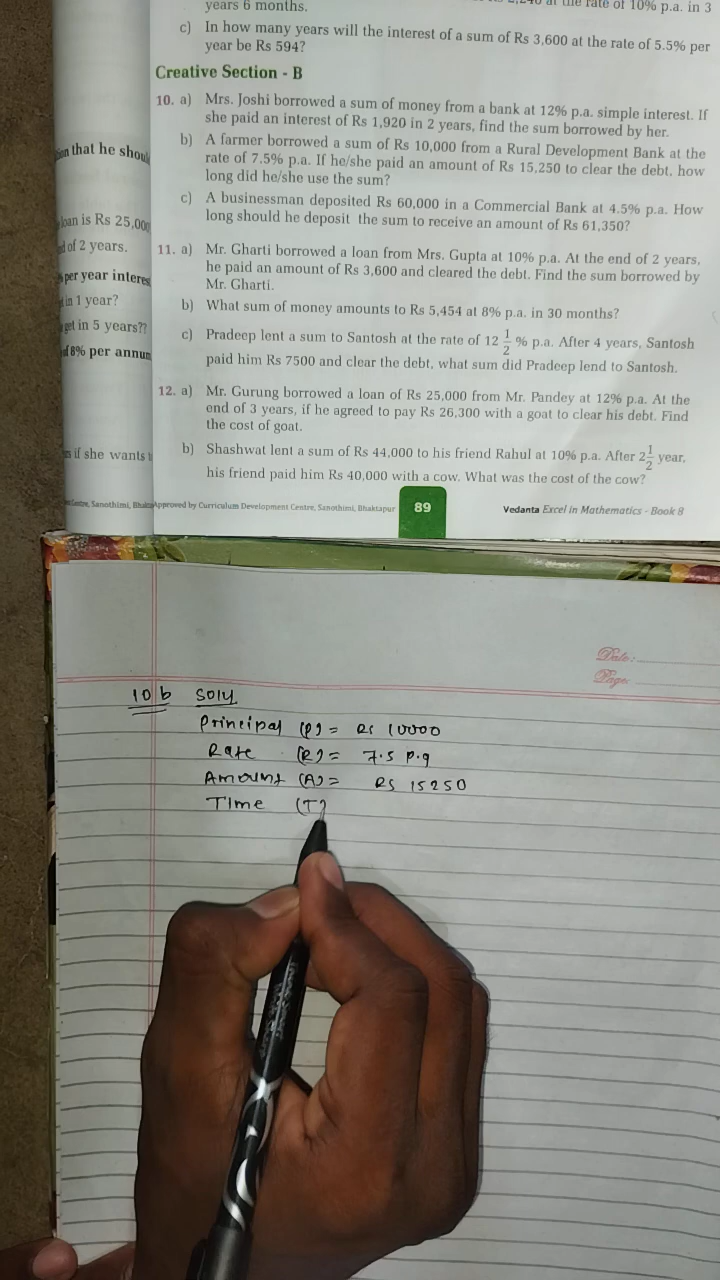 years 6 months.
at the rate of 10% p.a. in 3
c) In how many years will the interest of a sum of Rs 3,600 at the rate of 5.5% per
year be Rs 594?
Creative Section - B
10. a) Mrs. Joshi borrowed a sum of money from a bank at 12% p.a. simple interest. If
she paid an interest of Rs 1,920 in 2 years, find the sum borrowed by her.
b) A farmer borrowed a sum of Rs 10,000 from a Rural Development Bank at the
rate of 7.5% p.a. If he/she paid an amount of Rs 15,250 to clear the debt, how
long did he/she use the sum?
c) A businessman deposited Rs 60,000 in a Commercial Bank at 4.5% p.a. How
long should he deposit the sum to receive an amount of Rs 61,350?
11. a) Mr. Gharti borrowed a loan from Mrs. Gupta at 10% p.a. At the end of 2 years,
he paid an amount of Rs 3,600 and cleared the debt. Find the sum borrowed by
Mr. Gharti.
b) What sum of money amounts to Rs 5,454 at 8% p.a. in 30 months?
c) Pradeep lent a sum to Santosh at the rate of 12 1/2 % p.a. After 4 years, Santosh
paid him Rs 7500 and clear the debt, what sum did Pradeep lend to Santosh.
12. a) Mr. Gurung borrowed a loan of Rs 25,000 from Mr. Pandey at 12% p.a. At the
end of 3 years, if he agreed to pay Rs 26,300 with a goat to clear his debt. Find
the cost of goat.
b) Shashwat lent a sum of Rs 44,000 to his friend Rahul at 10% p.a. After 2 1/2 year,
his friend paid him Rs 40,000 with a cow. What was the cost of the cow?
Approved by Curriculum Development Centre, Sanothimi, Bhaktapur 89 Vedanta Excel in Mathematics - Book 8
that he
loan is Rs 25,000
of 2 years.
per year
in 1 year?
get in 5 years??
8% per
if she wants
Centre, Sanothimi,
Date:
Page:
10 b Soln
Principal (P) = Rs 10000
Rate (R) = 7.5 p.a
Amount (A) = Rs 15250
Time (T)